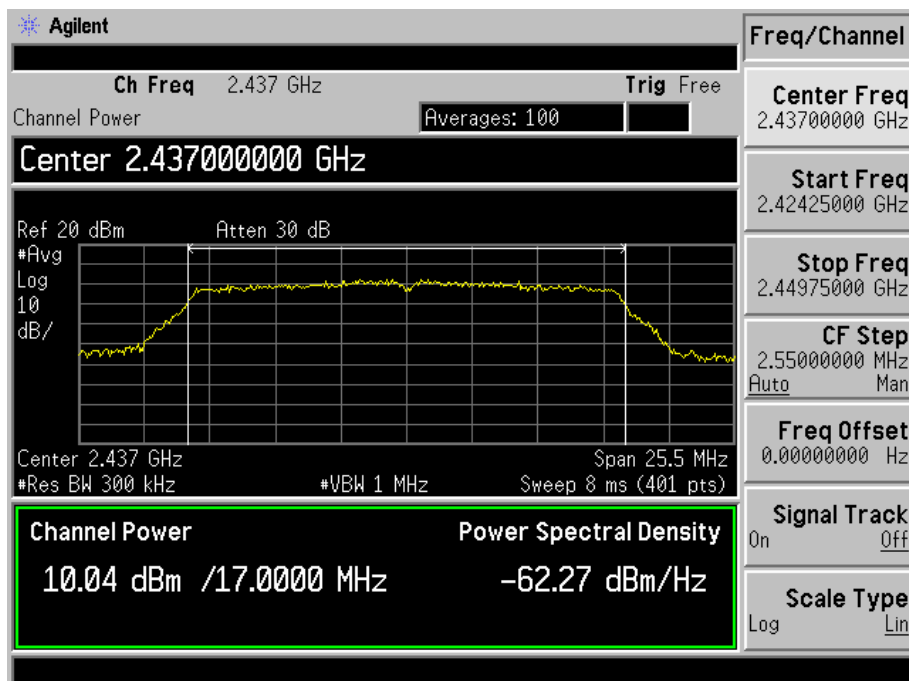 Agilent
Freq/Channel
Ch Freq 2.437 GHz Trig Free
Channel Power Averages: 100
Center 2.437000000 GHz
Ref 20 dBm Atten 30 dB
#Avg
Log
10
dB/
Center 2.437 GHz Span 25.5 MHz
#Res BW 300 kHz #VBW 1 MHz Sweep 8 ms (401 pts)
Channel Power Power Spectral Density
10.04 dBm /17.0000 MHz -62.27 dBm/Hz
Center Freq
2.43700000 GHz
Start Freq
2.42425000 GHz
Stop Freq
2.44975000 GHz
CF Step
2.55000000 MHz
Auto Man
Freq Offset
0.00000000 Hz
Signal Track
On Off
Scale Type
Log Lin